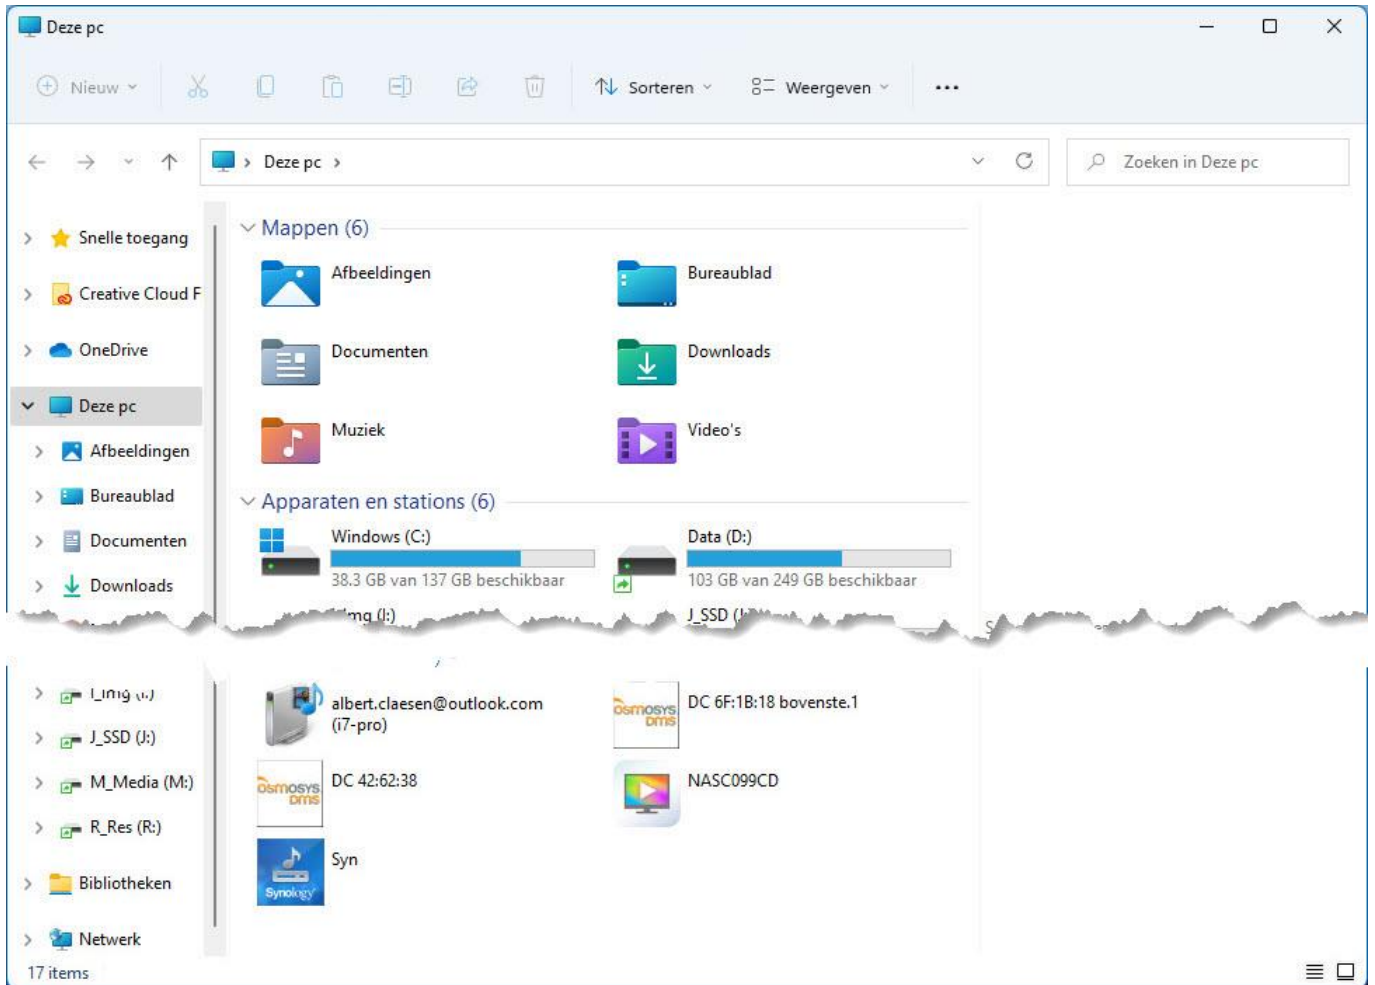 Deze pc
Nieuw
Sorteren
Weergeven
Deze pc
Zoeken in Deze pc
Snelle toegang
Creative Cloud F
OneDrive
Deze pc
Afbeeldingen
Bureaublad
Documenten
Downloads
Mappen (6)
Afbeeldingen
Bureaublad
Documenten
Downloads
Muziek
Video's
Apparaten en stations (6)
Windows (C:)
38.3 GB van 137 GB beschikbaar
Data (D:)
103 GB van 249 GB beschikbaar
J_SSD
J_SSD (J:)
M_Media (M:)
R_Res (R:)
Bibliotheken
Netwerk
albert.claesen@outlook.com
(i7-pro)
osmosys
DMS
DC 6F:1B:18 bovenste.1
osmosys
DMS
DC 42:62:38
NASC099CD
Synology
Syn
17 items